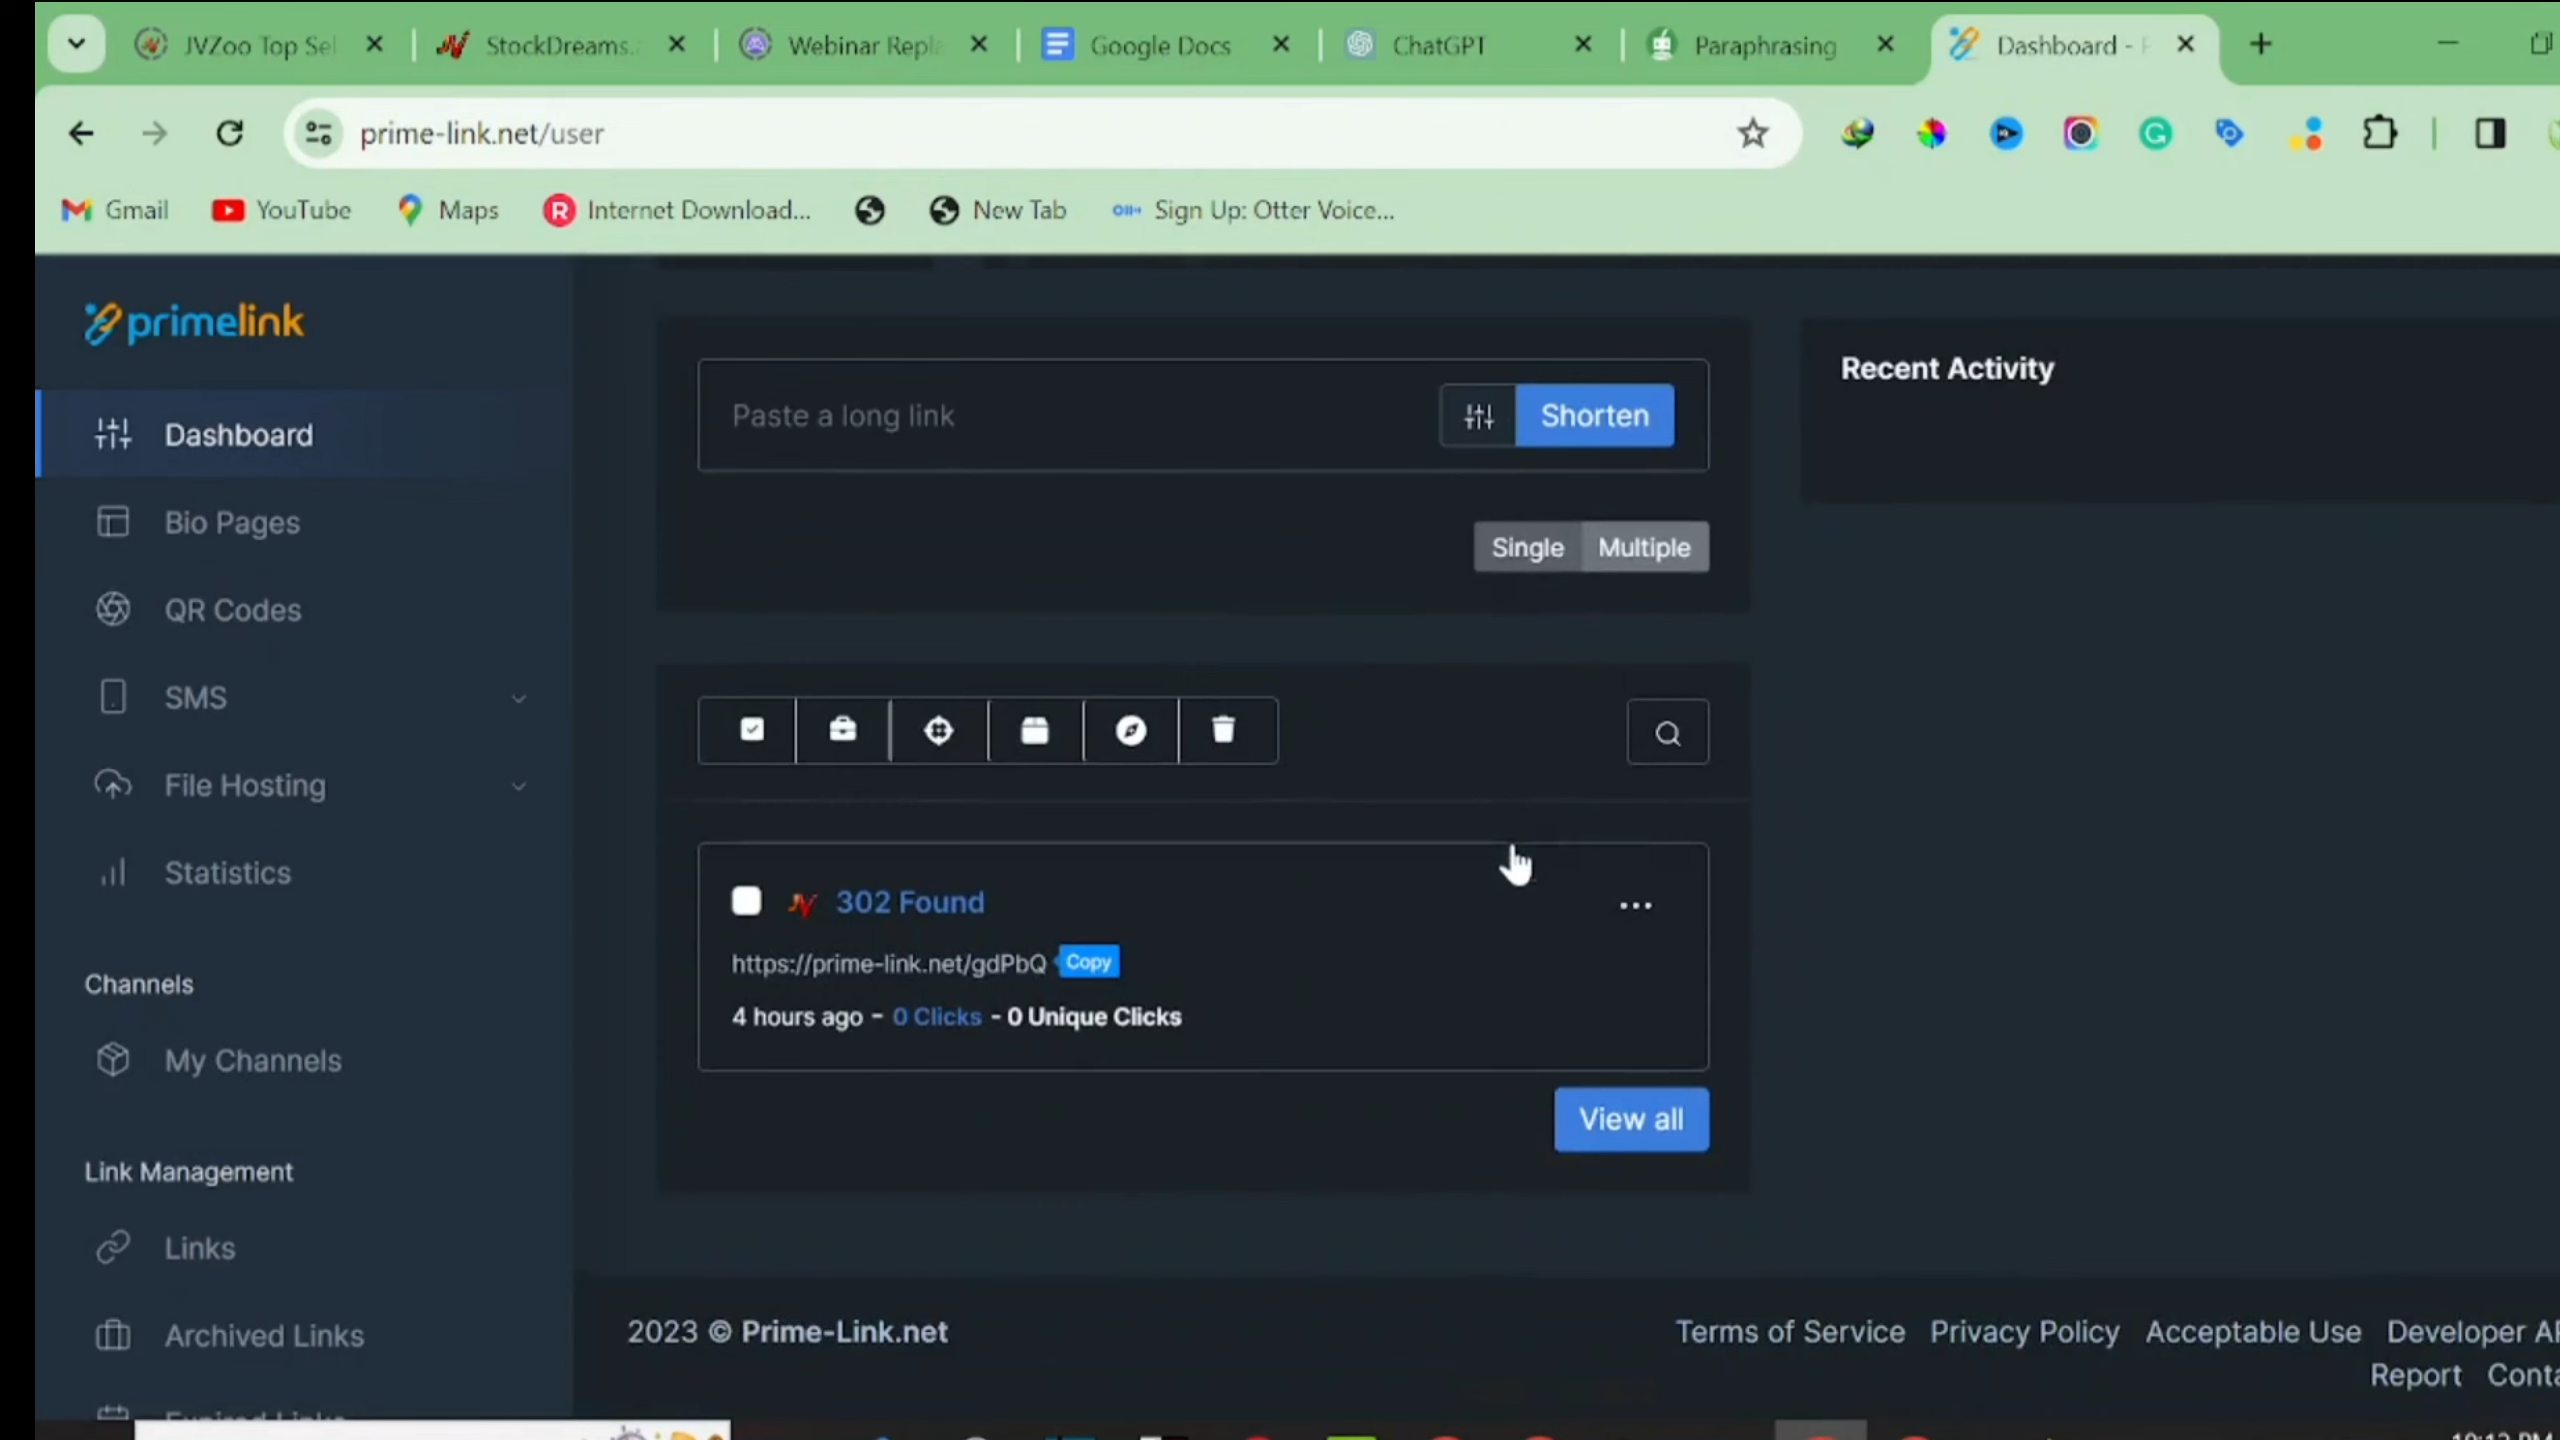 JVZoo Top Sel
StockDreams.
Webinar Repla
Google Docs
ChatGPT
Paraphrasing
Dashboard -
prime-link.net/user
Gmail
YouTube
Maps
Internet Download...
New Tab
Sign Up: Otter Voice...
primelink
Dashboard
Bio Pages
QR Codes
SMS
File Hosting
Statistics
Channels
My Channels
Link Management
Links
Archived Links
Expired Links
Paste a long link
Shorten
Single Multiple
302 Found
https://prime-link.net/gdPbQ Copy
4 hours ago - 0 Clicks - 0 Unique Clicks
View all
Recent Activity
2023 © Prime-Link.net
Terms of Service Privacy Policy Acceptable Use Developer
Report